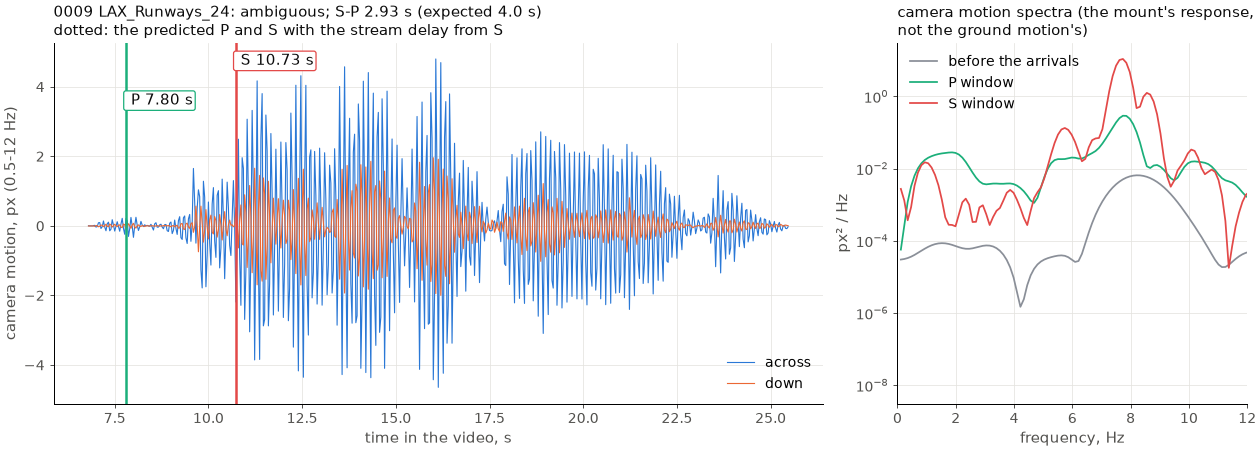 0009 LAX_Runways_24: ambiguous; S-P 2.93 s (expected 4.0 s)
dotted: the predicted P and S with the stream delay from S
camera motion, px (0.5-12 Hz)
4
2
0
−2
−4
P 7.80 s
S 10.73 s
across
down
7.5
10.0
12.5
15.0
17.5
20.0
22.5
25.0
time in the video, s
camera motion spectra (the mount's response,
not the ground motion's)
px² / Hz
10⁰
10⁻²
10⁻⁴
10⁻⁶
10⁻⁸
before the arrivals
P window
S window
0
2
4
6
8
10
12
frequency, Hz